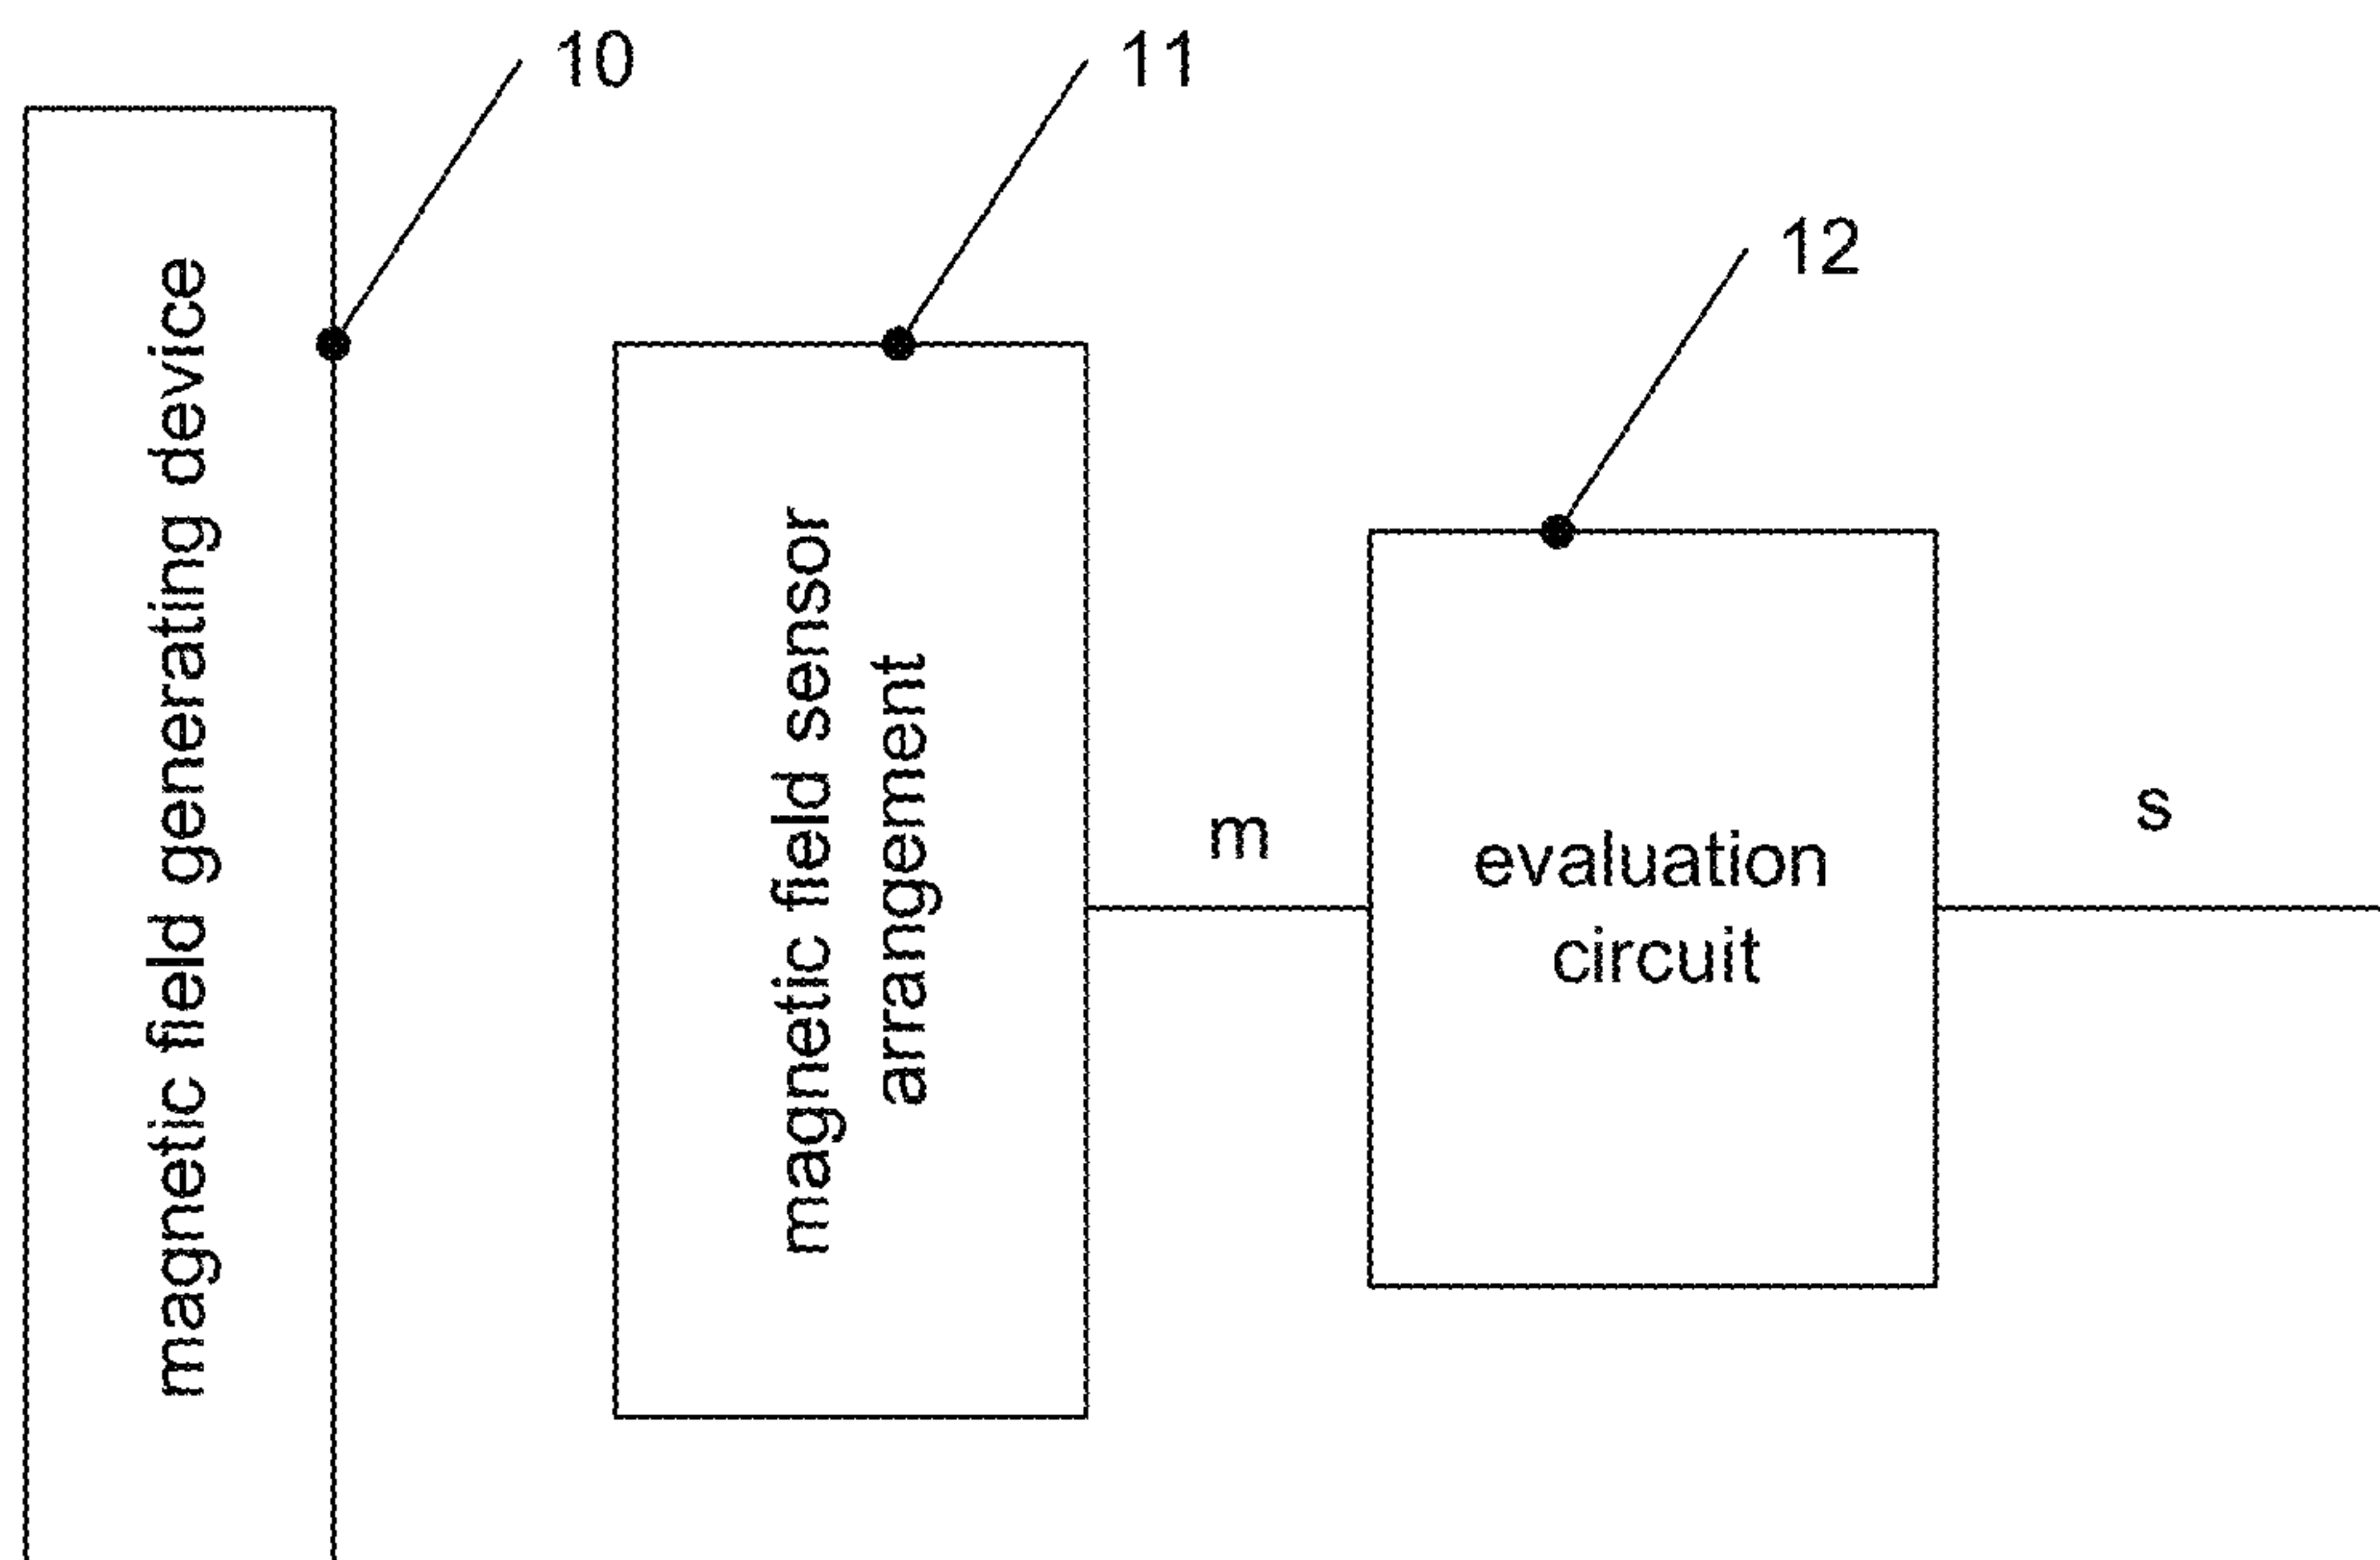 10
11
12
magnetic field generating device
magnetic field sensor
arrangement
m
evaluation
circuit
s